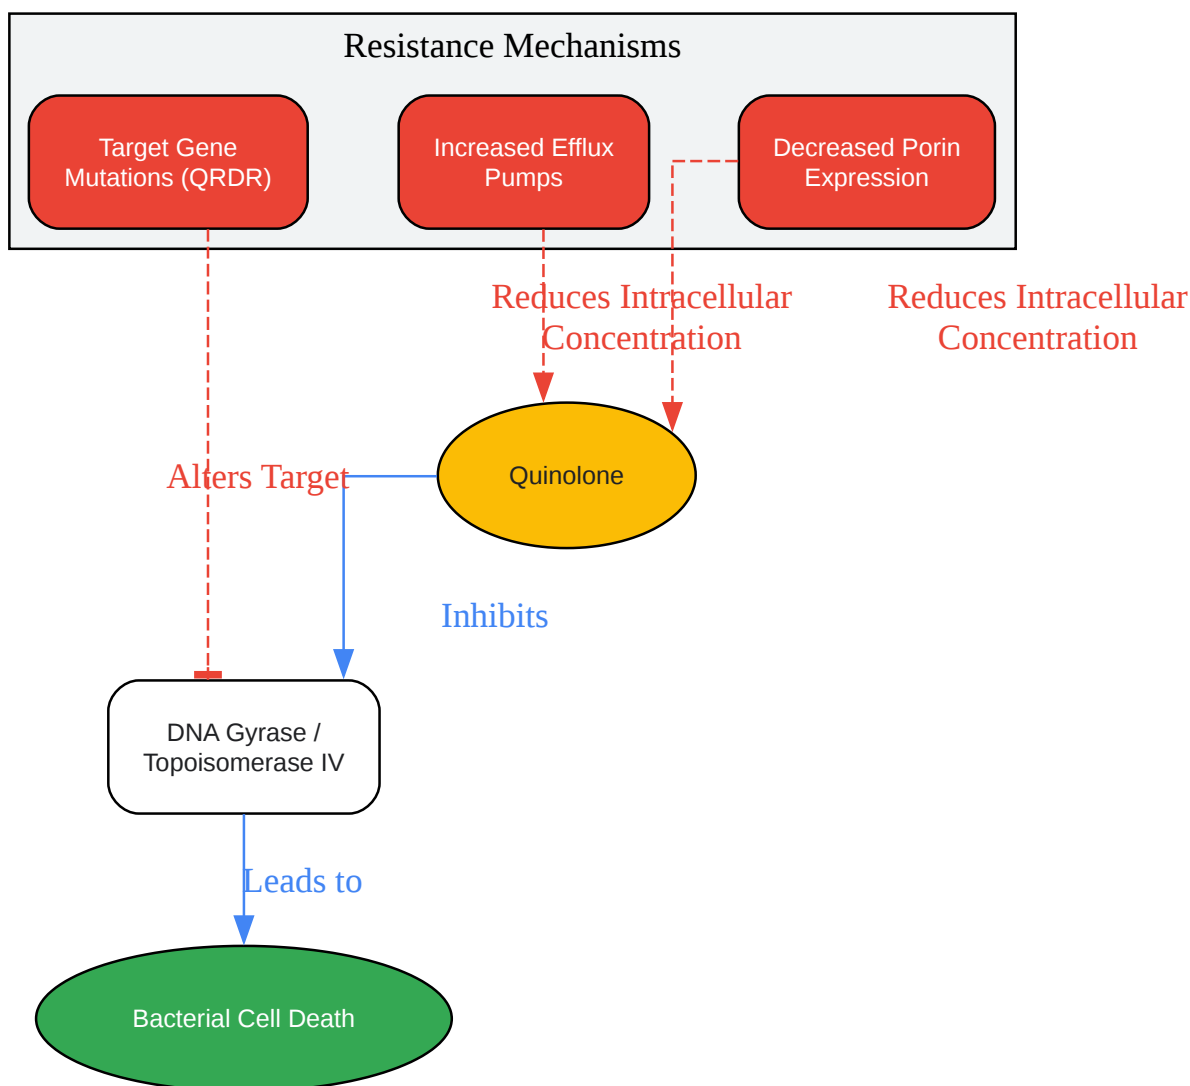 Resistance Mechanisms
Target Gene
Mutations (QRDR)
Increased Efflux
Pumps
Decreased Porin
Expression
Reduces Intracellular
Concentration
Reduces Intracellular
Concentration
Alters Target
Quinolone
Inhibits
DNA Gyrase /
Topoisomerase IV
Leads to
Bacterial Cell Death